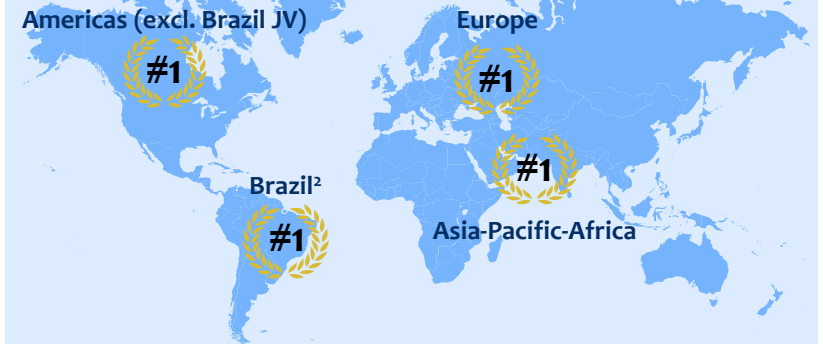 Americas (excl. Brazil JV)
#1
Europe
#1
#1
Asia-Pacific-Africa
Brazil²
#1